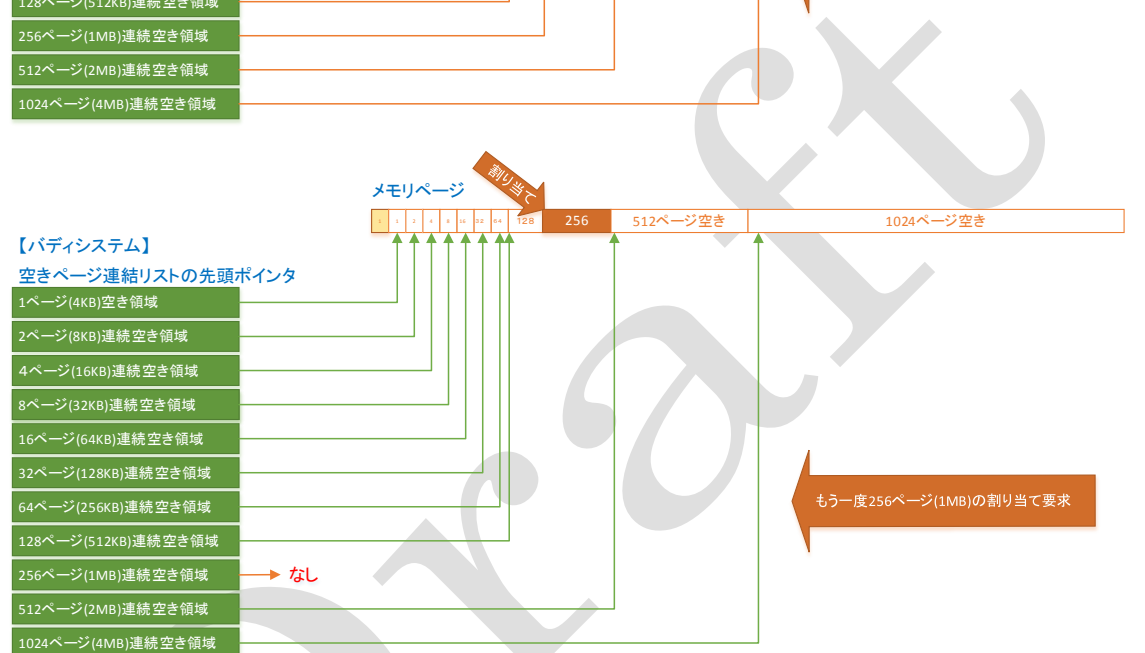 128ページ(512KB)連続空き領域
256ページ(1MB)連続空き領域
512ページ(2MB)連続空き領域
1024ページ(4MB)連続空き領域
割り当て
メモリページ
1 1 2 4 8 16 32 64 128 256 512ページ空き 1024ページ空き
【バディシステム】
空きページ連結リストの先頭ポインタ
1ページ(4KB)空き領域
2ページ(8KB)連続空き領域
4ページ(16KB)連続空き領域
8ページ(32KB)連続空き領域
16ページ(64KB)連続空き領域
32ページ(128KB)連続空き領域
64ページ(256KB)連続空き領域
もう一度256ページ(1MB)の割り当て要求
128ページ(512KB)連続空き領域
256ページ(1MB)連続空き領域
なし
512ページ(2MB)連続空き領域
1024ページ(4MB)連続空き領域
Draft